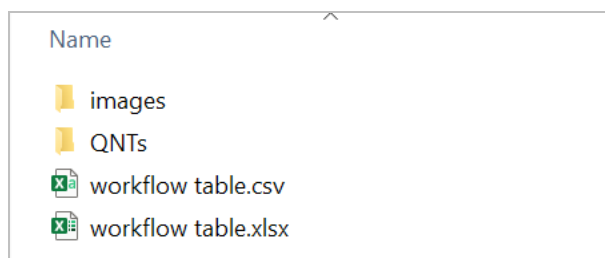 Name
images
QNTs
workflow table.csv
workflow table.xlsx